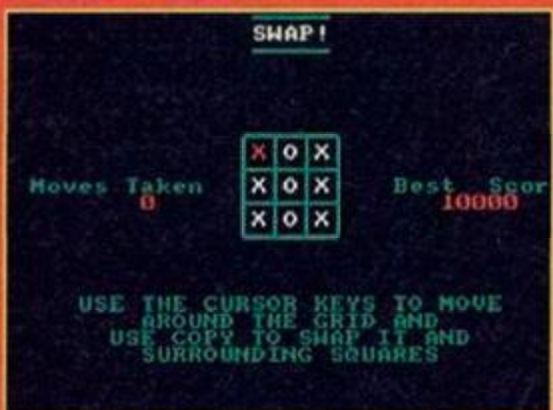 SWAP!
X O X
Moves Taken X O X Best Scor
0 X O X 10000
USE THE CURSOR KEYS TO MOVE
AROUND THE GRID AND
USE COPY TO SWAP IT AND
SURROUNDING SQUARES